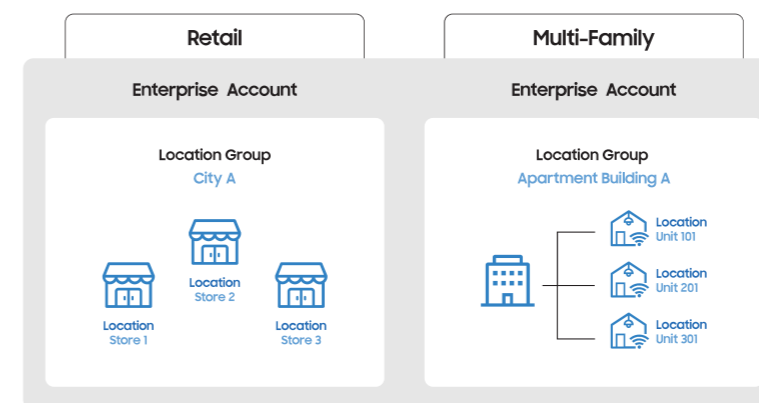 Retail
Enterprise Account
Location Group
City A
Location
Store 1
Location
Store 2
Location
Store 3
Multi-Family
Enterprise Account
Location Group
Apartment Building A
Location
Unit 101
Location
Unit 201
Location
Unit 301